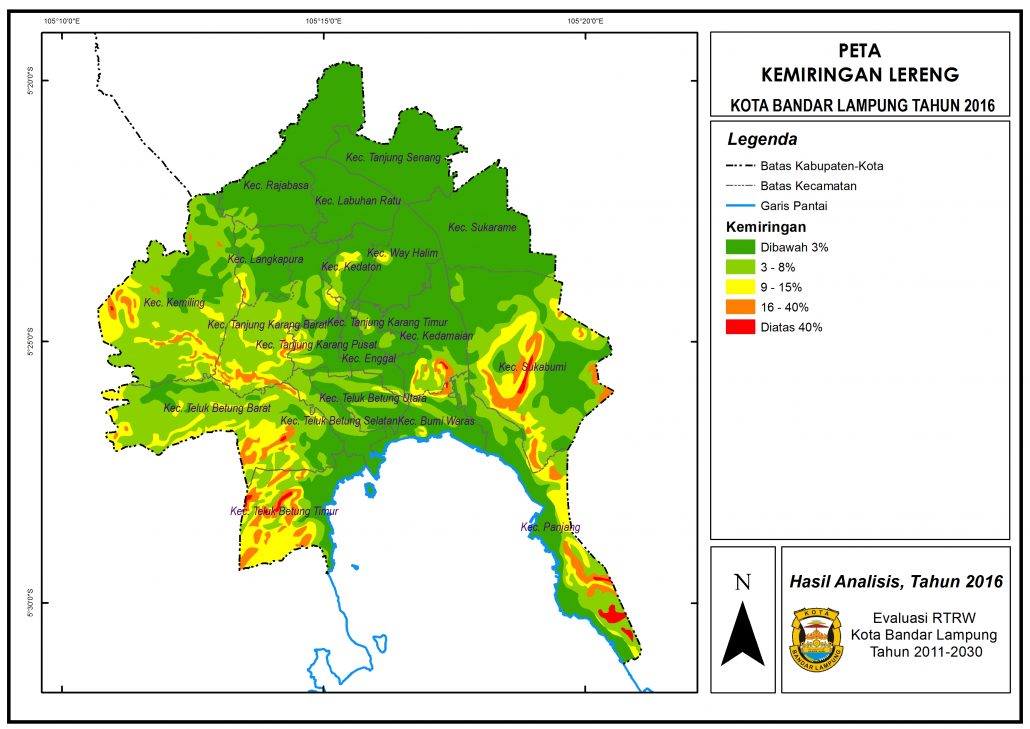 105°10'0"E
105°15'0"E
105°20'0"E
5°20'0"S
5°25'0"S
5°30'0"S
Kec. Tanjung Senang
Kec. Rajabasa
Kec. Labuhan Ratu
Kec. Sukarame
Kec. Way Halim
Kec. Langkapura
Kec. Kedaton
Kec. Kemiling
Kec. Tanjung Karang Barat
Kec. Tanjung Karang Timur
Kec. Kedamaian
Kec. Tanjung Karang Pusat
Kec. Enggal
Kec. Sukabumi
Kec. Teluk Betung Utara
Kec. Teluk Betung Barat
Kec. Teluk Betung Selatan
Kec. Bumi Waras
Kec. Teluk Betung Timur
Kec. Panjang
PETA
KEMIRINGAN LERENG
KOTA BANDAR LAMPUNG TAHUN 2016
Legenda
Batas Kabupaten-Kota
Batas Kecamatan
Garis Pantai
Kemiringan
Dibawah 3%
3 - 8%
9 - 15%
16 - 40%
Diatas 40%
N
Hasil Analisis, Tahun 2016
KOTA
BANDAR LAMPUNG
Evaluasi RTRW
Kota Bandar Lampung
Tahun 2011-2030